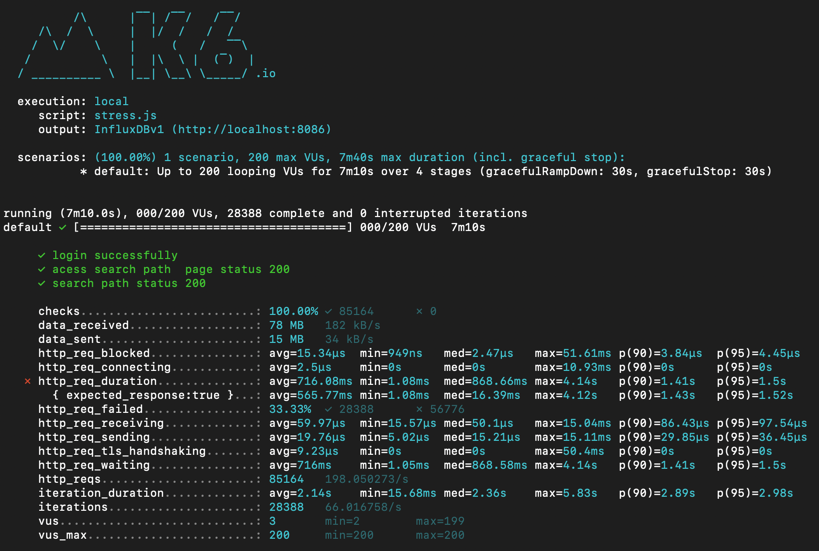 /\ |‾‾| /‾‾/ /‾‾/
/\ / \ | |/ / / /
/ \/ \ | ( / ‾‾\
/ \ | |\ \ | (‾) |
/ __________ \ |__| \__\ \_____/ .io
execution: local
script: stress.js
output: InfluxDBv1 (http://localhost:8086)
scenarios: (100.00%) 1 scenario, 200 max VUs, 7m40s max duration (incl. graceful stop):
* default: Up to 200 looping VUs for 7m10s over 4 stages (gracefulRampDown: 30s, gracefulStop: 30s)
running (7m10.0s), 000/200 VUs, 28388 complete and 0 interrupted iterations
default ✓ [======================================] 000/200 VUs 7m10s
✓ login successfully
✓ acess search path page status 200
✓ search path status 200
checks.........................: 100.00% ✓ 85164 ✗ 0
data_received..................: 78 MB 182 kB/s
data_sent......................: 15 MB 34 kB/s
http_req_blocked...............: avg=15.34µs min=949ns med=2.47µs max=51.61ms p(90)=3.84µs p(95)=4.45µs
http_req_connecting............: avg=2.5µs min=0s med=0s max=10.93ms p(90)=0s p(95)=0s
✗ http_req_duration..............: avg=716.08ms min=1.08ms med=868.66ms max=4.14s p(90)=1.41s p(95)=1.5s
{ expected_response:true }...: avg=565.77ms min=1.08ms med=16.39ms max=4.12s p(90)=1.43s p(95)=1.52s
http_req_failed................: 33.33% ✓ 28388 ✗ 56776
http_req_receiving.............: avg=59.97µs min=15.57µs med=50.1µs max=15.04ms p(90)=86.43µs p(95)=97.54µs
http_req_sending...............: avg=19.76µs min=5.02µs med=15.21µs max=15.11ms p(90)=29.85µs p(95)=36.45µs
http_req_tls_handshaking.......: avg=9.23µs min=0s med=0s max=50.4ms p(90)=0s p(95)=0s
http_req_waiting...............: avg=716ms min=1.05ms med=868.58ms max=4.14s p(90)=1.41s p(95)=1.5s
http_reqs......................: 85164 198.050273/s
iteration_duration.............: avg=2.14s min=15.68ms med=2.36s max=5.83s p(90)=2.89s p(95)=2.98s
iterations.....................: 28388 66.016758/s
vus............................: 3 min=2 max=199
vus_max........................: 200 min=200 max=200